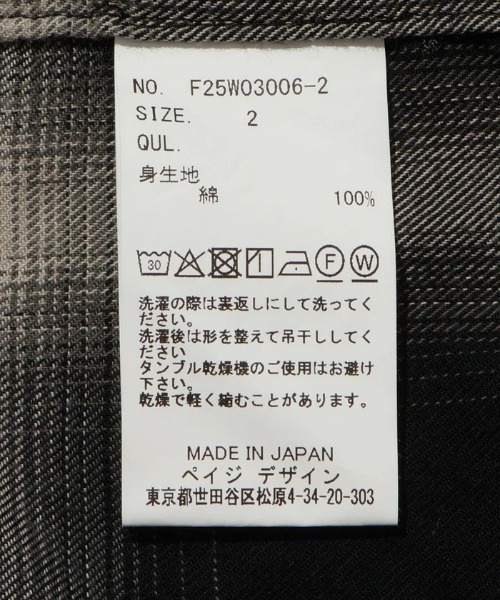 NO. F25W03006-2
SIZE. 2
QUL.
身生地
綿 100%
30 F W
洗濯の際は裏返しにして洗ってく
ださい。
洗濯後は形を整えて吊干ししてく
ださい
タンブル乾燥機のご使用はお避け
下さい。
乾燥で軽く縮むことがあります。
MADE IN JAPAN
ペイジ デザイン
東京都世田谷区松原4-34-20-303